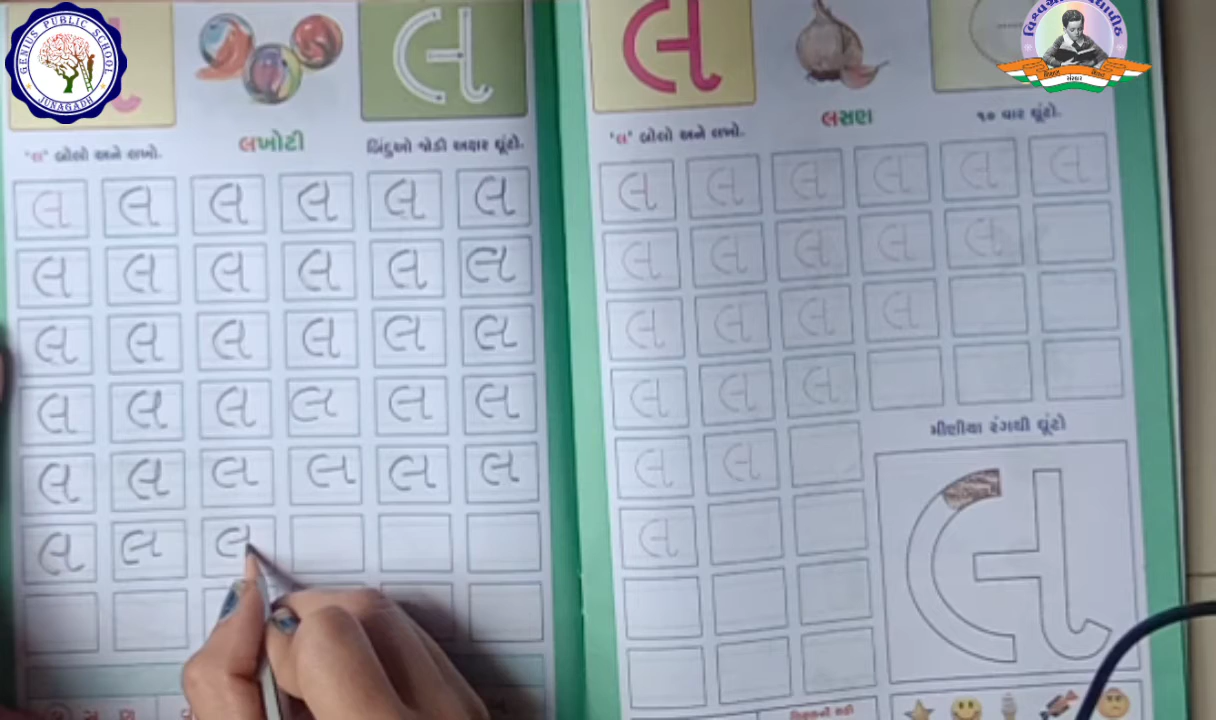 GENIUS PUBLIC SCHOOL
JUNAGADH
લ
લ
લખોટી
લસણ
"લ" બોલો અને લખો.
બિંદુઓ જોડી અક્ષર ઘૂંટો.
"લ" બોલો અને લખો.
૧૦ વાર ઘૂંટો.
લ લ લ લ લ લ
લ લ લ લ લ લ
લ લ લ લ લ લ
લ લ લ લ લ લ
લ લ લ લ લ લ
લ લ લ
લ લ લ લ લ લ
લ લ લ લ લ
લ લ લ લ
લ લ લ
લ લ
લ
મીણીયા રંગથી ઘૂંટો
લ